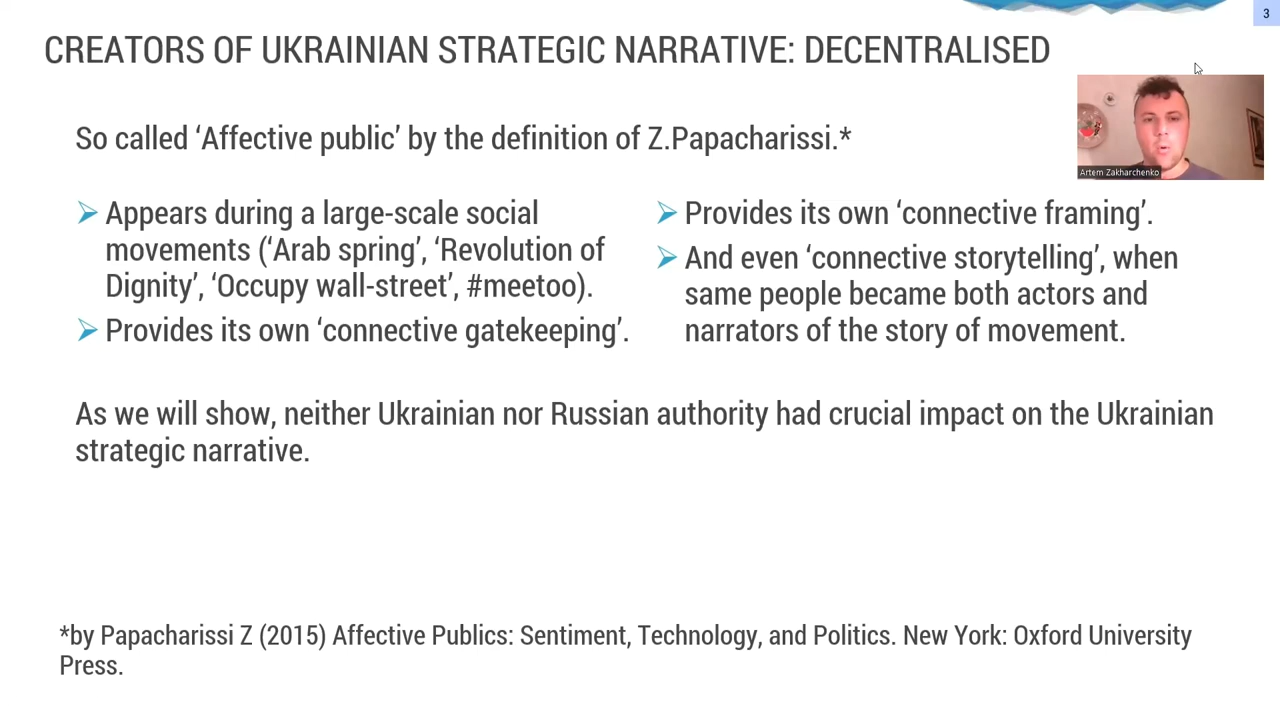 3
CREATORS OF UKRAINIAN STRATEGIC NARRATIVE: DECENTRALISED
Artem Zakharchenko
So called ‘Affective public’ by the definition of Z.Papacharissi.*
Appears during a large-scale social
movements (‘Arab spring’, ‘Revolution of
Dignity’, ‘Occupy wall-street’, #meetoo).
Provides its own ‘connective gatekeeping’.
Provides its own ‘connective framing’.
And even ‘connective storytelling’, when
same people became both actors and
narrators of the story of movement.
As we will show, neither Ukrainian nor Russian authority had crucial impact on the Ukrainian
strategic narrative.
*by Papacharissi Z (2015) Affective Publics: Sentiment, Technology, and Politics. New York: Oxford University
Press.